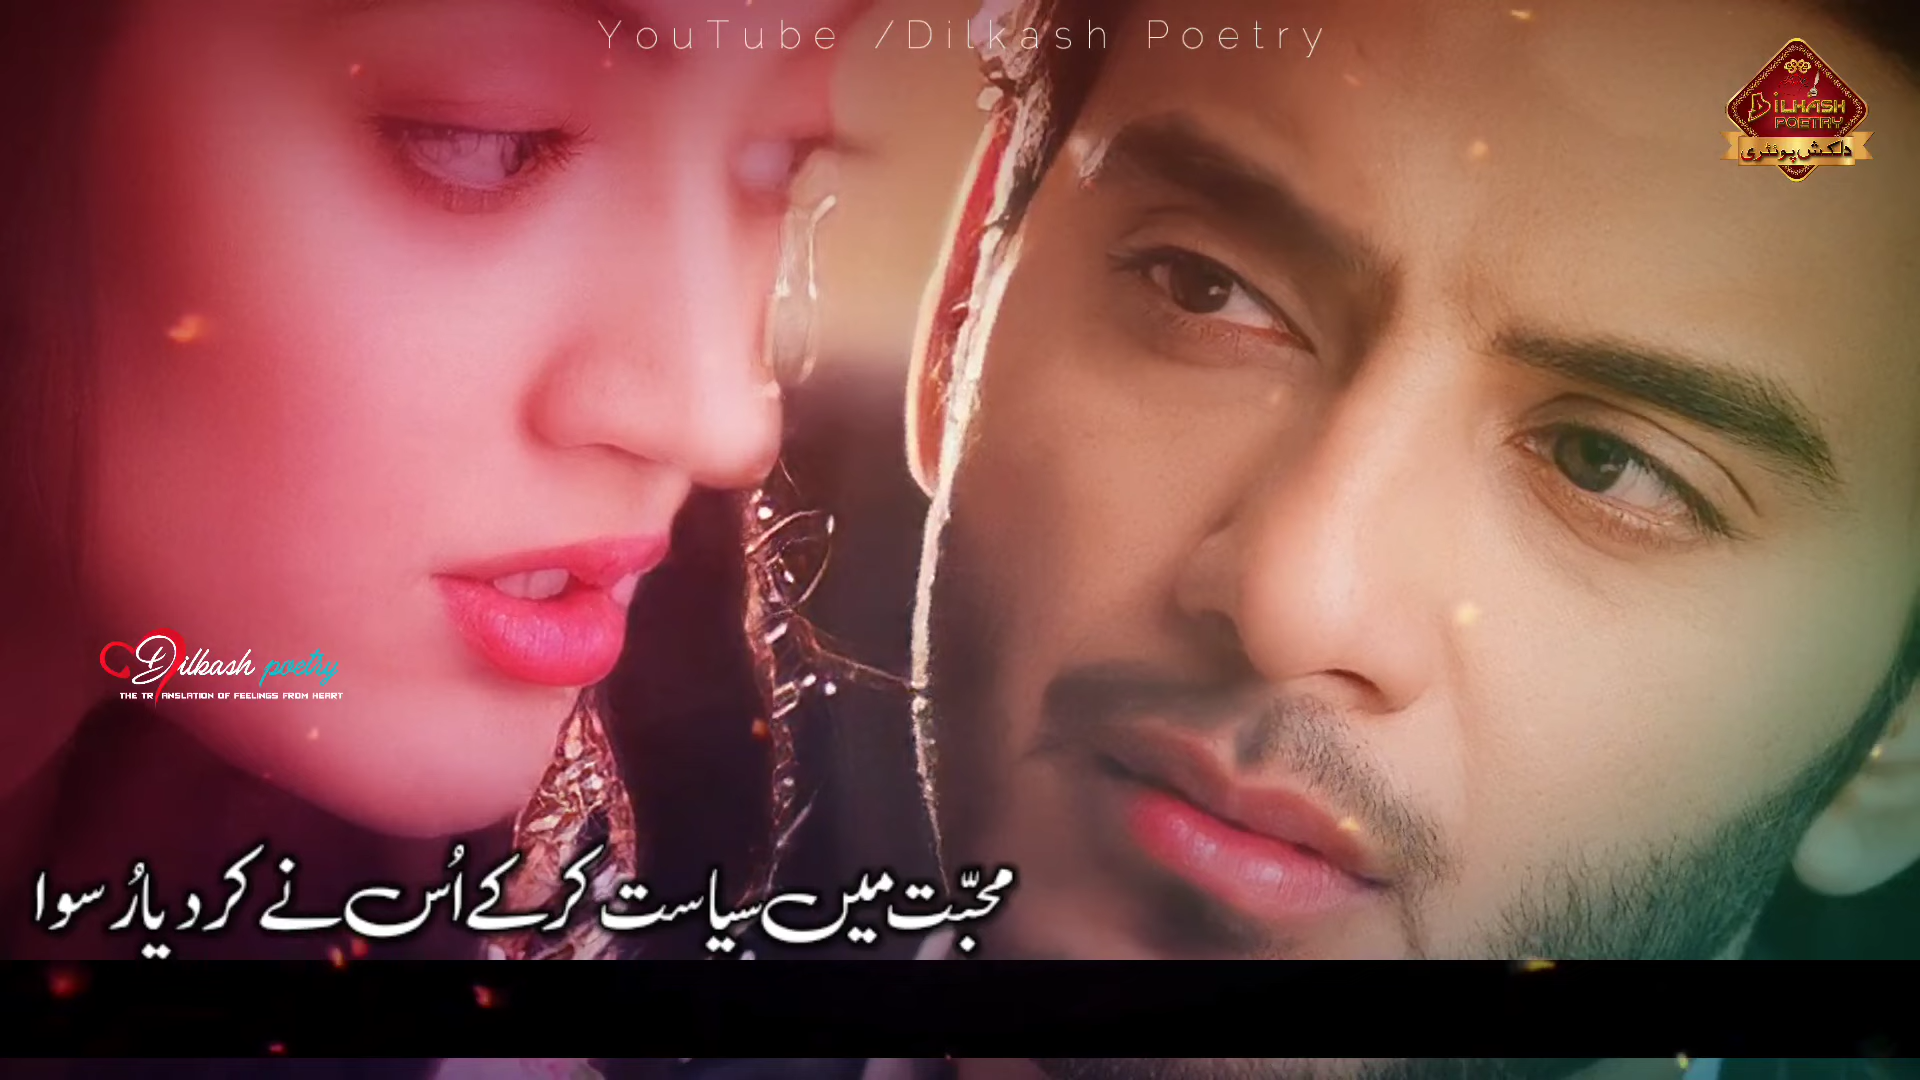 YouTube /Dilkash Poetry
DILKASH
POETRY
دلکش پوئٹری
Dilkash poetry
THE TRANSLATION OF FEELINGS FROM HEART
محبّت میں سیاست کر کے اُس نے کر دیا رُسوا